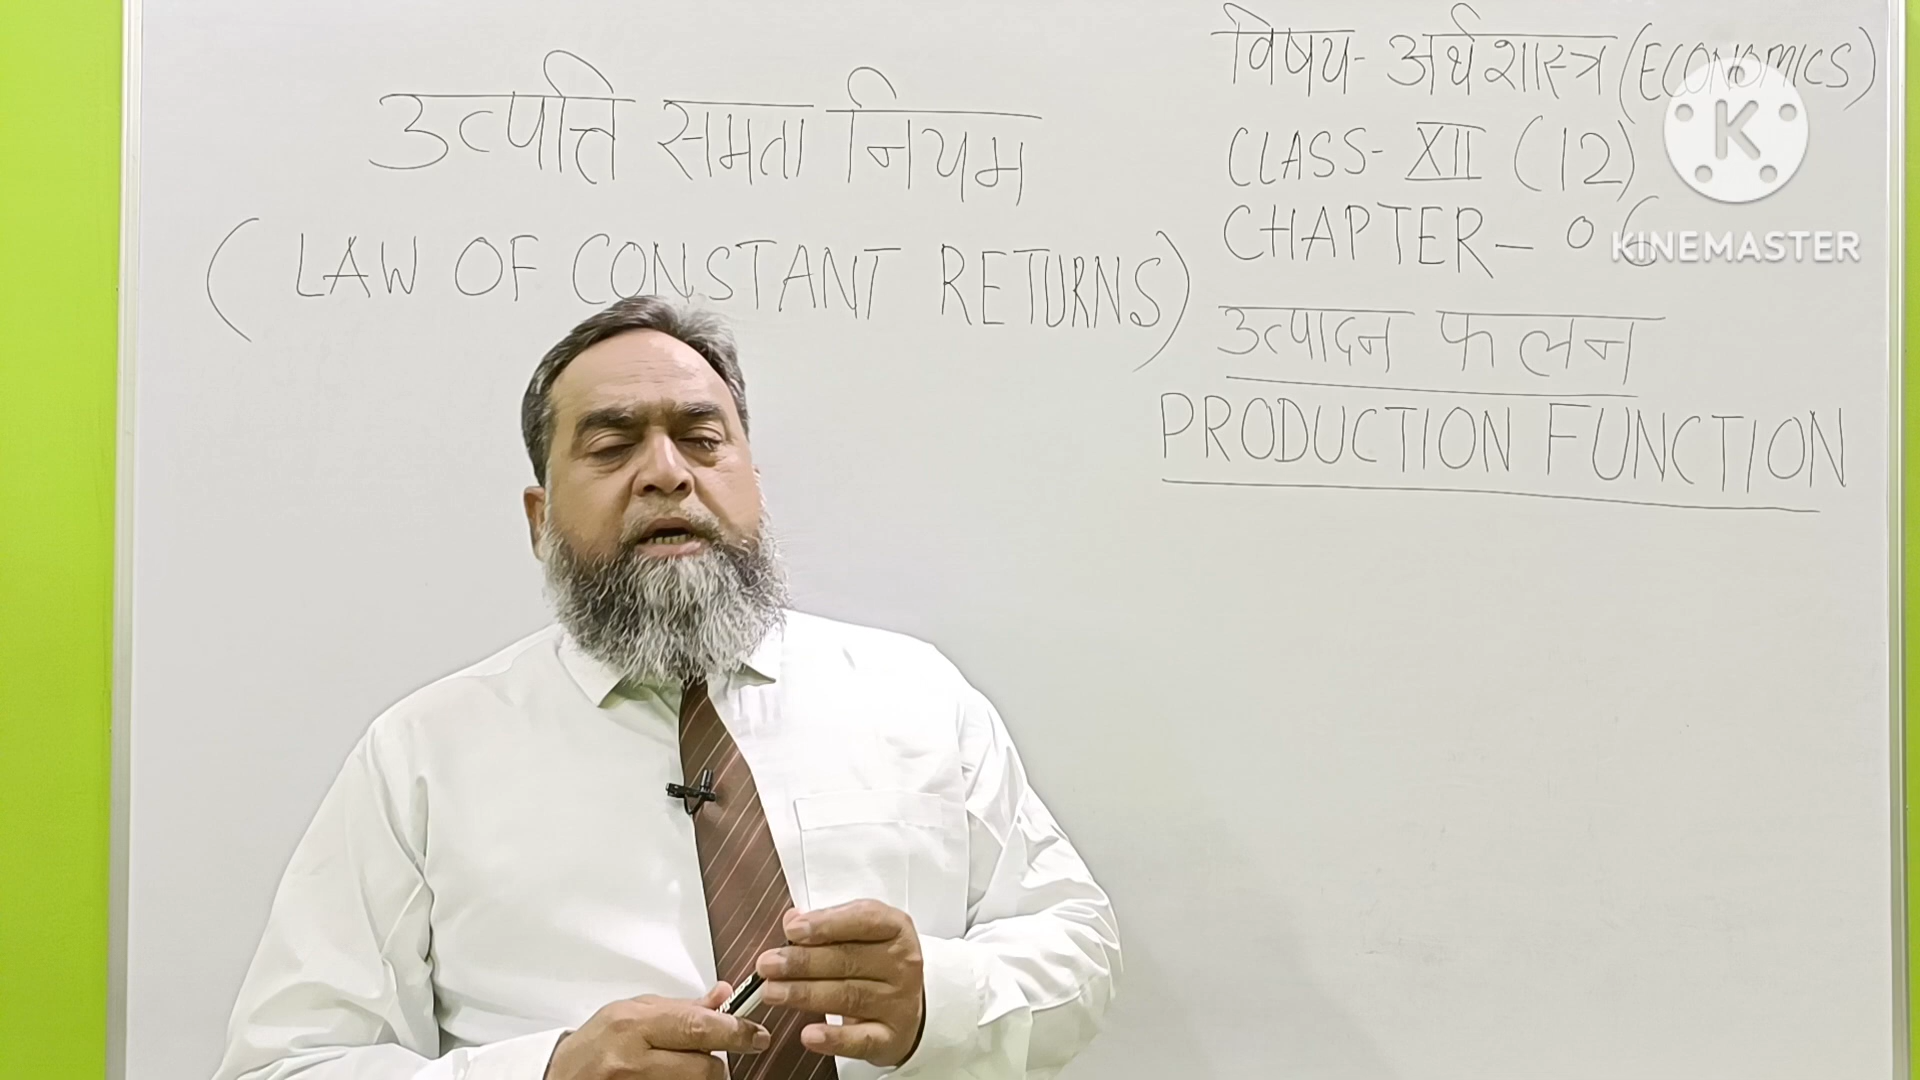 उत्पत्ति समता नियम
( LAW OF CONSTANT RETURNS)
विषय- अर्थशास्त्र (ECONOMICS)
CLASS- XII (12)
CHAPTER- 06
उत्पादन फलन
PRODUCTION FUNCTION
K
KINEMASTER